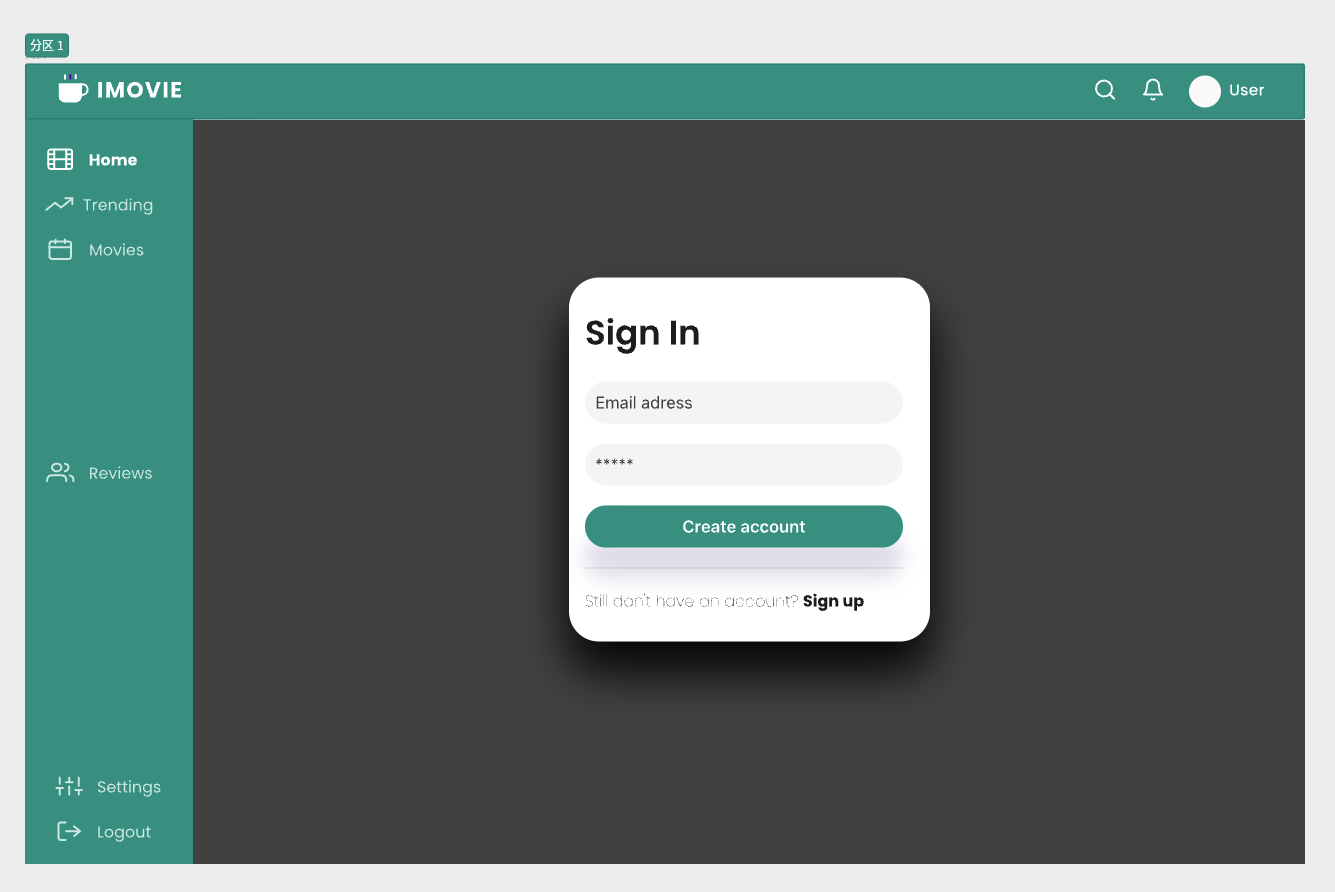 分区 1
IMOVIE
User
Home
Trending
Movies
Reviews
Settings
Logout
Sign In
Email adress
*****
Create account
Still don't have an account? Sign up